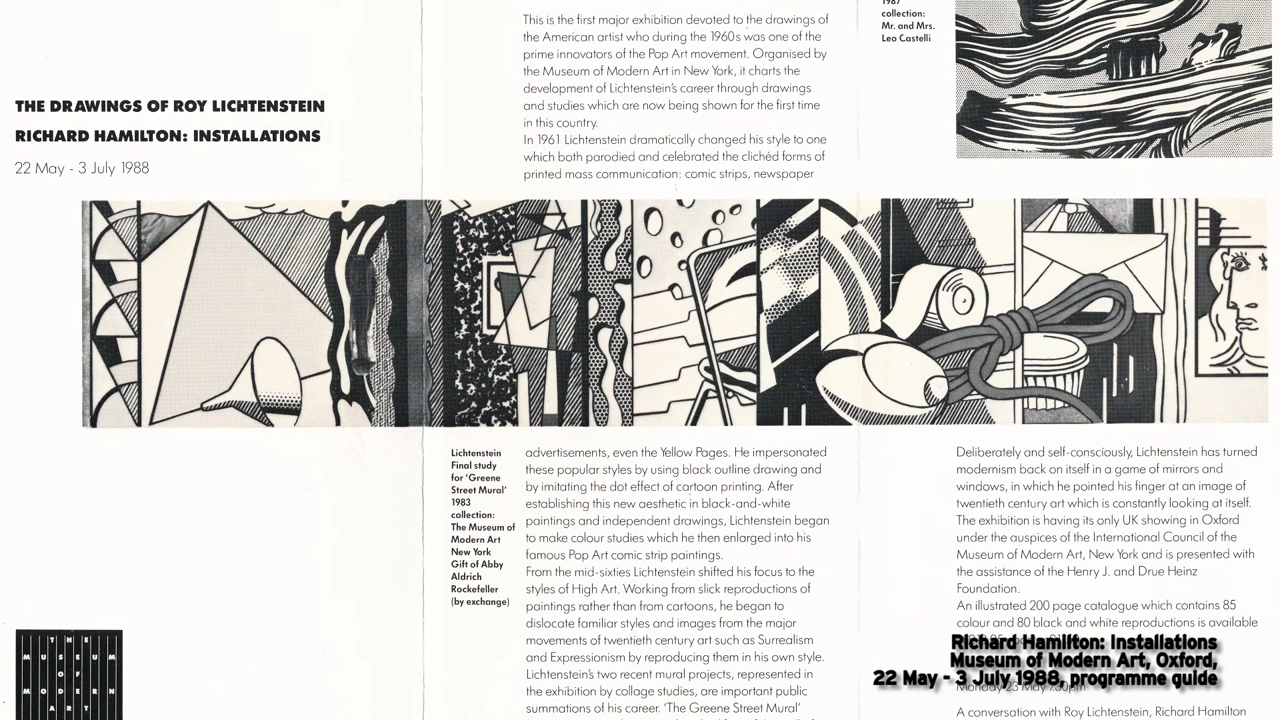 THE DRAWINGS OF ROY LICHTENSTEIN
RICHARD HAMILTON: INSTALLATIONS
22 May - 3 July 1988
THE
MUSEUM
OF
MODERN
ART
This is the first major exhibition devoted to the drawings of
the American artist who during the 1960s was one of the
prime innovators of the Pop Art movement. Organised by
the Museum of Modern Art in New York, it charts the
development of Lichtenstein's career through drawings
and studies which are now being shown for the first time
in this country.
In 1961 Lichtenstein dramatically changed his style to one
which both parodied and celebrated the clichéd forms of
printed mass communication: comic strips, newspaper
Lichtenstein
Final study
for 'Greene
Street Mural'
1983
collection:
The Museum of
Modern Art
New York
Gift of Abby
Aldrich
Rockefeller
(by exchange)
advertisements, even the Yellow Pages. He impersonated
these popular styles by using black outline drawing and
by imitating the dot effect of cartoon printing. After
establishing this new aesthetic in black-and-white
paintings and independent drawings, Lichtenstein began
to make colour studies which he then enlarged into his
famous Pop Art comic strip paintings.
From the mid-sixties Lichtenstein shifted his focus to the
styles of High Art. Working from slick reproductions of
paintings rather than from cartoons, he began to
dislocate familiar styles and images from the major
movements of twentieth century art such as Surrealism
and Expressionism by reproducing them in his own style.
Lichtenstein's two recent mural projects, represented in
the exhibition by collage studies, are important public
summations of his career. 'The Greene Street Mural'
1987
collection:
Mr. and Mrs.
Leo Castelli
Deliberately and self-consciously, Lichtenstein has turned
modernism back on itself in a game of mirrors and
windows, in which he pointed his finger at an image of
twentieth century art which is constantly looking at itself.
The exhibition is having its only UK showing in Oxford
under the auspices of the International Council of the
Museum of Modern Art, New York and is presented with
the assistance of the Henry J. and Drue Heinz
Foundation.
An illustrated 200 page catalogue which contains 85
colour and 80 black and white reproductions is available
Monday 23 May 7.30pm
A conversation with Roy Lichtenstein, Richard Hamilton
Richard Hamilton: Installations
Museum of Modern Art, Oxford,
22 May - 3 July 1988, programme guide